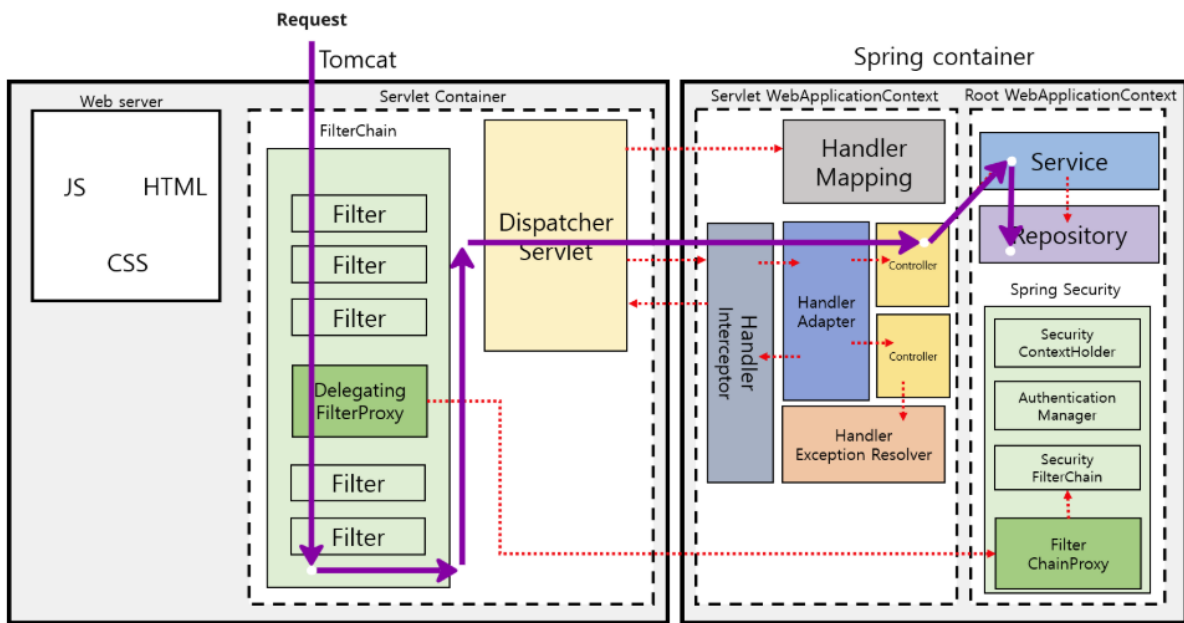 Request
Tomcat
Spring container
Web server
Servlet Container
Servlet WebApplicationContext
Root WebApplicationContext
JS
HTML
CSS
FilterChain
Filter
Filter
Filter
Delegating
FilterProxy
Filter
Filter
Dispatcher
Servlet
Handler
Mapping
Handler
Interceptor
Handler
Adapter
Controller
Controller
Handler
Exception Resolver
Service
Repository
Spring Security
Security
ContextHolder
Authentication
Manager
Security
FilterChain
Filter
ChainProxy